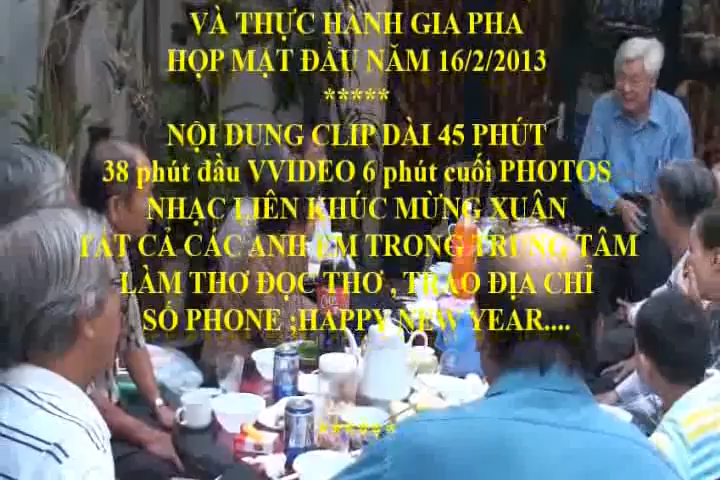 VÀ THỰC HÀNH GIA PHA
HỌP MẶT ĐẦU NĂM 16/2/2013
*****
NỘI DUNG CLIP DÀI 45 PHÚT
38 phút đầu VVIDEO 6 phút cuối PHOTOS
NHẠC LIÊN KHÚC MỪNG XUÂN
TẤT CẢ CÁC ANH EM TRONG TRUNG TÂM
LÀM THƠ ĐỌC THƠ , TRAO ĐỊA CHỈ
SỐ PHONE ;HAPPY NEW YEAR....
******